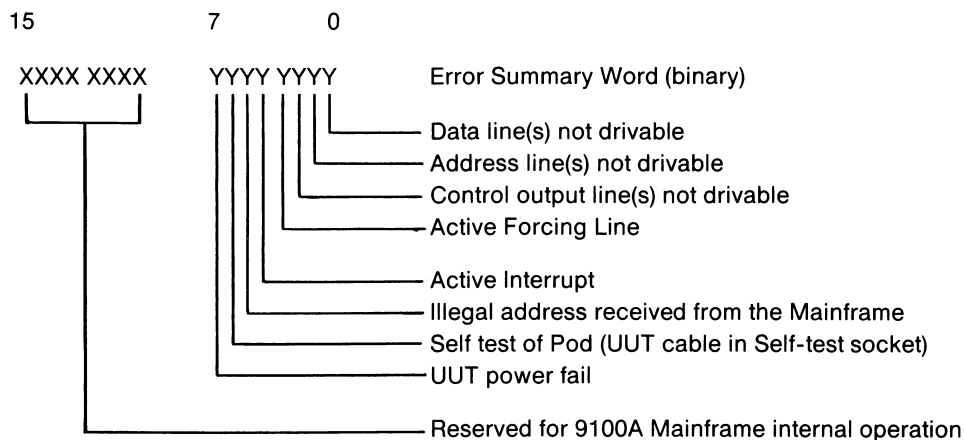 15 7 0
XXXX XXXX YYYY YYYY Error Summary Word (binary)
Data line(s) not drivable
Address line(s) not drivable
Control output line(s) not drivable
Active Forcing Line
Active Interrupt
Illegal address received from the Mainframe
Self test of Pod (UUT cable in Self-test socket)
UUT power fail
Reserved for 9100A Mainframe internal operation